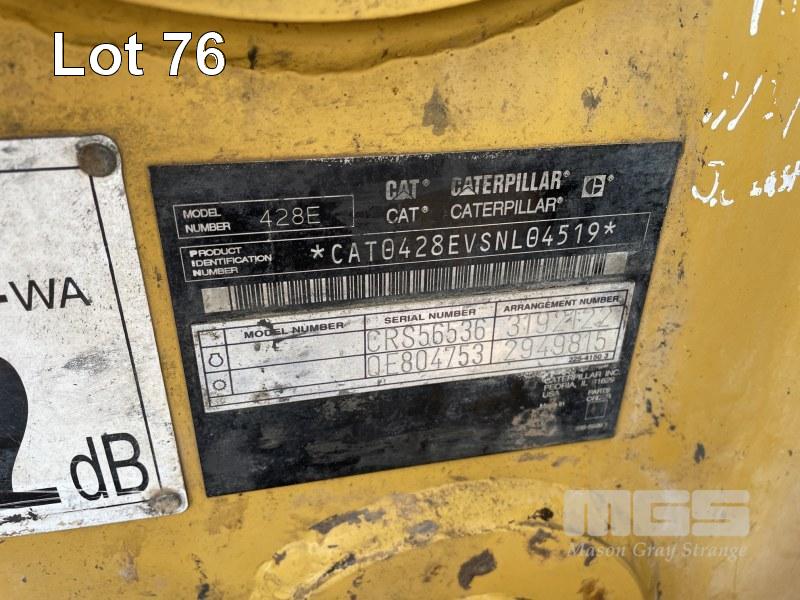 Lot 76
CAT® CATERPILLAR®
CAT® CATERPILLAR®
MODEL NUMBER 428E
PRODUCT IDENTIFICATION NUMBER *CAT0428EVSNL04519*
MODEL NUMBER SERIAL NUMBER ARRANGEMENT NUMBER
CRS56536
QE804753 2949815
CATERPILLAR INC.
PEORIA, IL
USA
-WA
dB
MGS
Mason Gray Strange